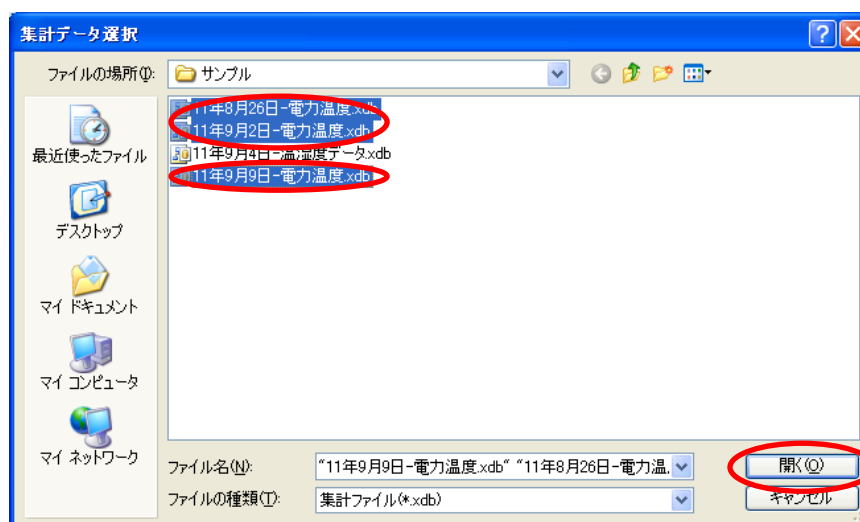 集計データ選択
ファイルの場所(I):
サンプル
11年8月26日-電力温度.xdb
11年9月2日-電力温度.xdb
11年9月4日-温湿度データ.xdb
11年9月9日-電力温度.xdb
最近使ったファイル
デスクトップ
マイ ドキュメント
マイ コンピュータ
マイ ネットワーク
ファイル名(N):
"11年9月9日-電力温度.xdb" "11年8月26日-電力温.
開く(O)
ファイルの種類(T):
集計ファイル(*.xdb)
キャンセル